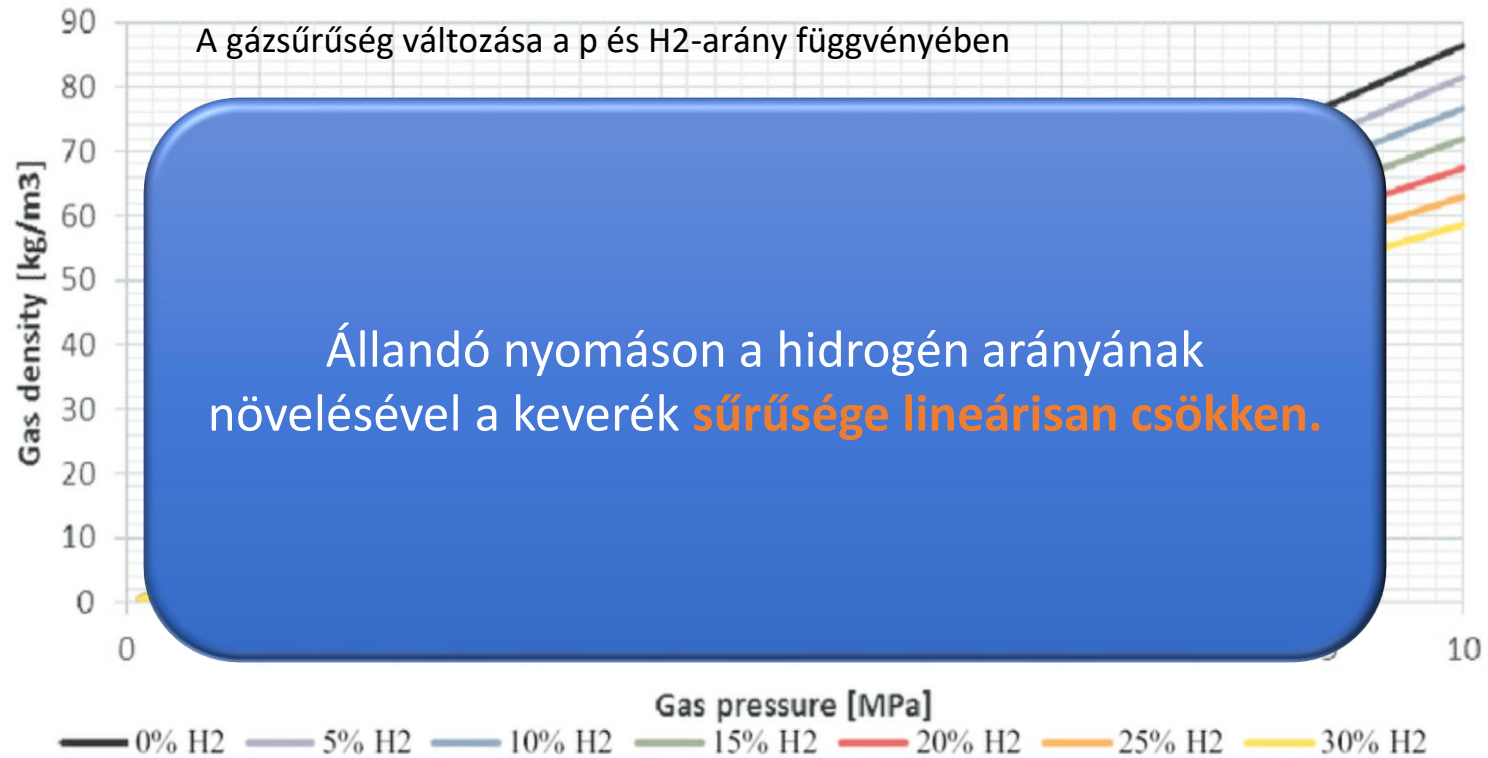 A gázsűrűség változása a p és H2-arány függvényében
90
80
70
60
50
40
30
20
10
0
Gas density [kg/m3]
Állandó nyomáson a hidrogén arányának
növelésével a keverék sűrűsége lineárisan csökken.
0
10
Gas pressure [MPa]
0% H2 5% H2 10% H2 15% H2 20% H2 25% H2 30% H2